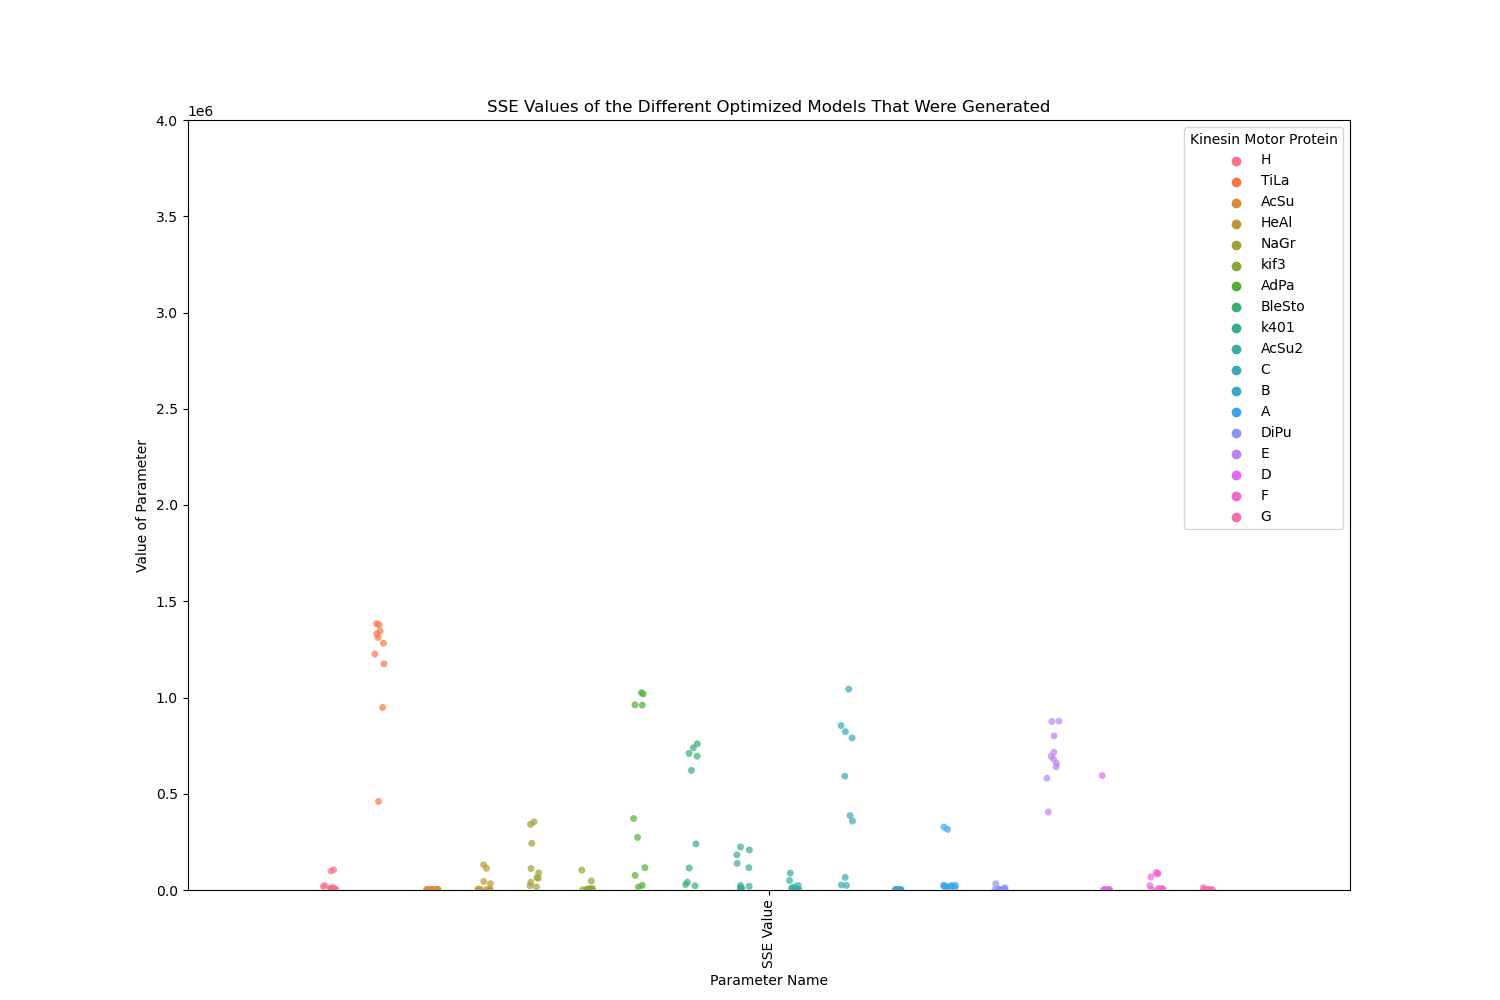 SSE Values of the Different Optimized Models That Were Generated
1e6
4.0
3.5
3.0
2.5
2.0
1.5
1.0
0.5
0.0
Value of Parameter
Kinesin Motor Protein
H
TiLa
AcSu
HeAl
NaGr
kif3
AdPa
BleSto
k401
AcSu2
C
B
A
DiPu
E
D
F
G
SSE Value
Parameter Name